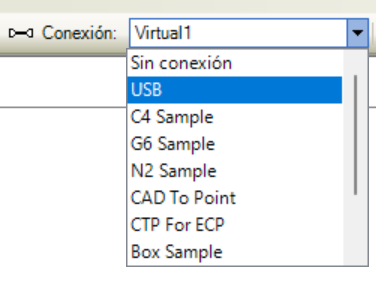 Conexión: Virtual1
Sin conexión
USB
C4 Sample
G6 Sample
N2 Sample
CAD To Point
CTP For ECP
Box Sample